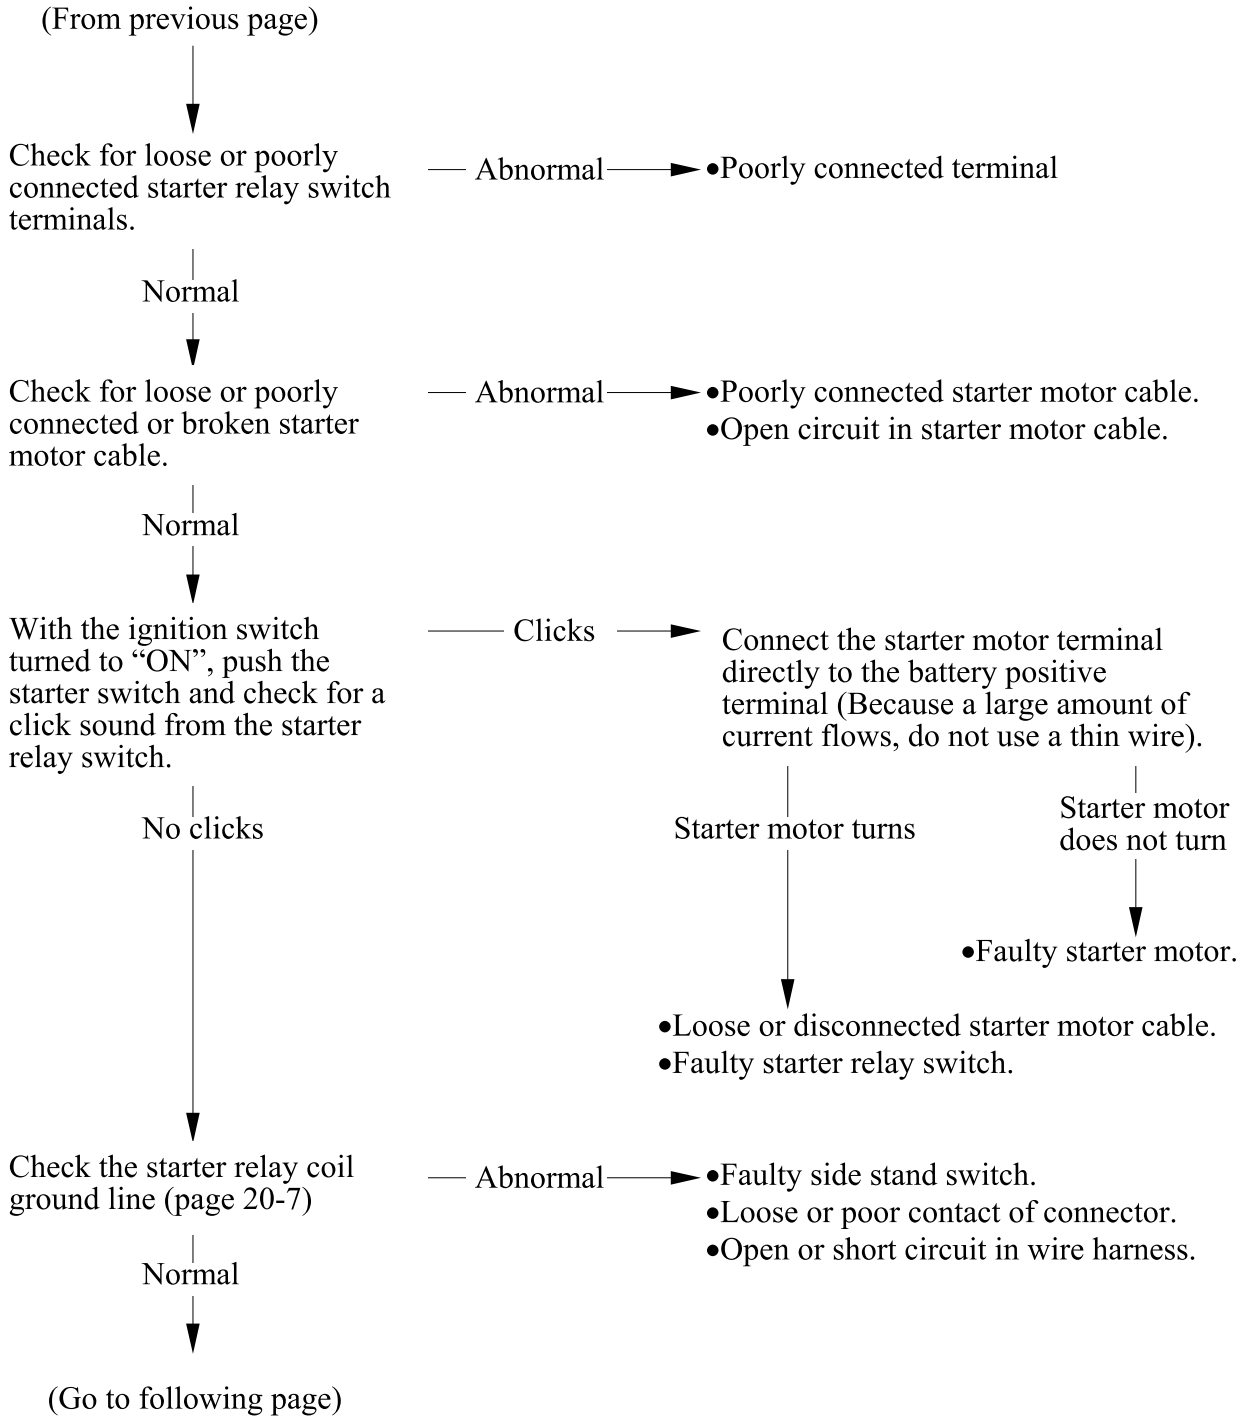 (From previous page)
Check for loose or poorly
connected starter relay switch
terminals.
Abnormal
•Poorly connected terminal
Normal
Check for loose or poorly
connected or broken starter
motor cable.
Abnormal
•Poorly connected starter motor cable.
•Open circuit in starter motor cable.
Normal
With the ignition switch
turned to “ON”, push the
starter switch and check for a
click sound from the starter
relay switch.
Clicks
Connect the starter motor terminal
directly to the battery positive
terminal (Because a large amount of
current flows, do not use a thin wire).
No clicks
Starter motor turns
Starter motor
does not turn
•Faulty starter motor.
•Loose or disconnected starter motor cable.
•Faulty starter relay switch.
Check the starter relay coil
ground line (page 20-7)
Abnormal
•Faulty side stand switch.
•Loose or poor contact of connector.
•Open or short circuit in wire harness.
Normal
(Go to following page)